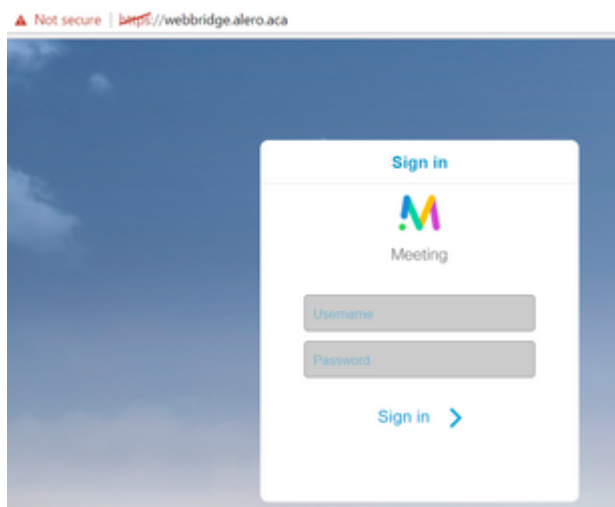 Not secure | https://webbridge.alero.aca
Sign in
Meeting
Username
Password
Sign in